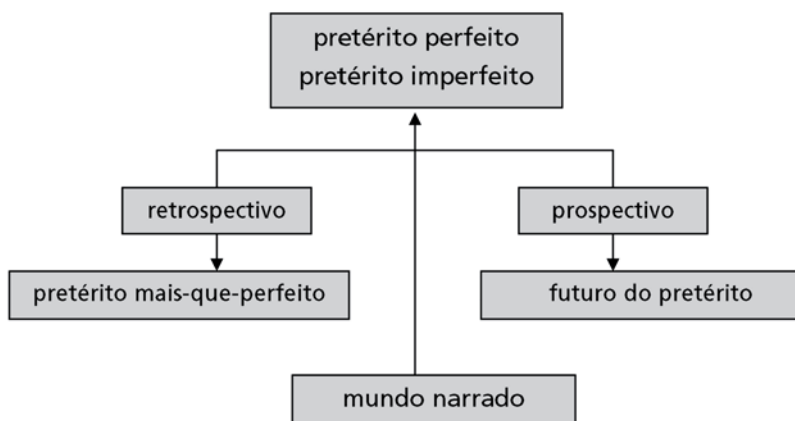 pretérito perfeito
pretérito imperfeito
retrospectivo
prospectivo
pretérito mais-que-perfeito
futuro do pretérito
mundo narrado